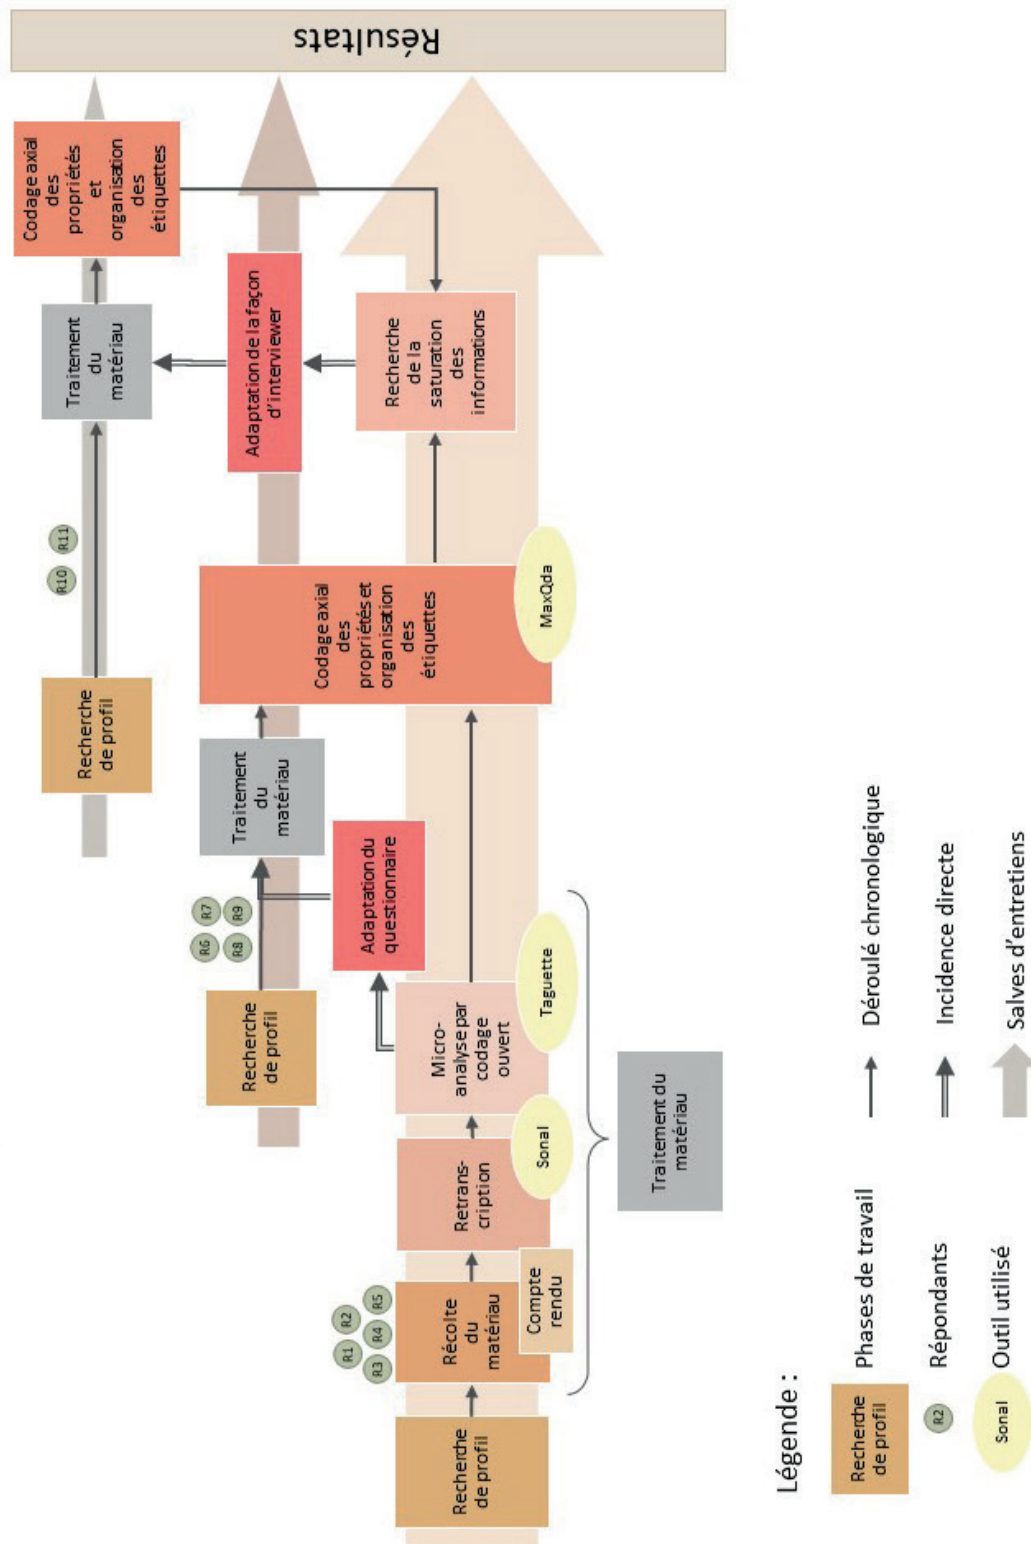 Recherche
de profil
R10
R11
Traitement
du
matériau
Codage axial
des
propriétés
et
organisation
des
étiquettes
Recherche
de profil
R6
R7
R8
R9
Traitement
du
matériau
Adaptation de la façon
d'interviewer
Adaptation du
questionnaire
Codage axial
des
propriétés et
organisation
des
étiquettes
MaxQda
Recherche
de profil
R1
R2
R3
R4
R5
Récolte
du
matériau
Compte
rendu
Retrans-
cription
Sonal
Micro-
analyse par
codage
ouvert
Taguette
Recherche
de la
saturation
des
informations
Résultats
Traitement du
matériau
Légende :
Recherche
de profil
Phases de travail
R2
Répondants
Sonal
Outil utilisé
Déroulé chronologique
Incidence directe
Salves d'entretiens